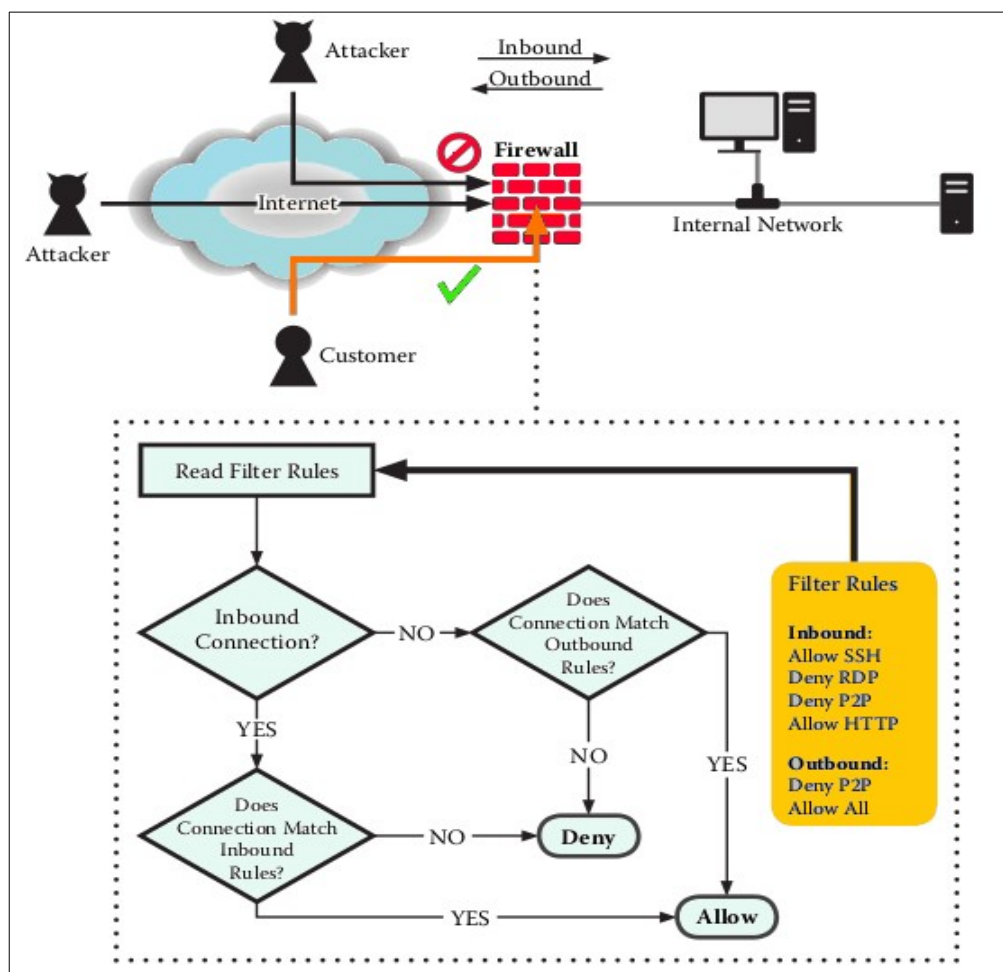 Attacker
Inbound
Outbound
Firewall
Internet
Attacker
Internal Network
Customer
Read Filter Rules
Inbound
Connection?
NO
Does
Connection Match
Outbound
Rules?
YES
NO
YES
Does
Connection Match
Inbound
Rules?
NO
Deny
YES
Allow
Filter Rules
Inbound:
Allow SSH
Deny RDP
Deny P2P
Allow HTTP
Outbound:
Deny P2P
Allow All